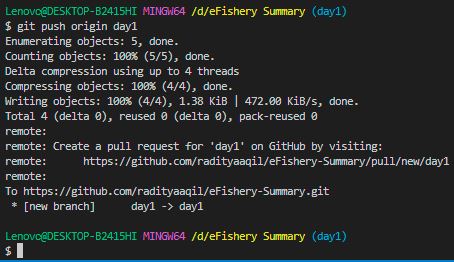 Lenovo@DESKTOP-B2415HI MINGW64 /d/eFishery Summary (day1)
$ git push origin day1
Enumerating objects: 5, done.
Counting objects: 100% (5/5), done.
Delta compression using up to 4 threads
Compressing objects: 100% (4/4), done.
Writing objects: 100% (4/4), 1.38 KiB | 472.00 KiB/s, done.
Total 4 (delta 0), reused 0 (delta 0), pack-reused 0
remote:
remote: Create a pull request for 'day1' on GitHub by visiting:
remote:      https://github.com/radityaaqil/eFishery-Summary/pull/new/day1
remote:
To https://github.com/radityaaqil/eFishery-Summary.git
 * [new branch]      day1 -> day1
Lenovo@DESKTOP-B2415HI MINGW64 /d/eFishery Summary (day1)
$